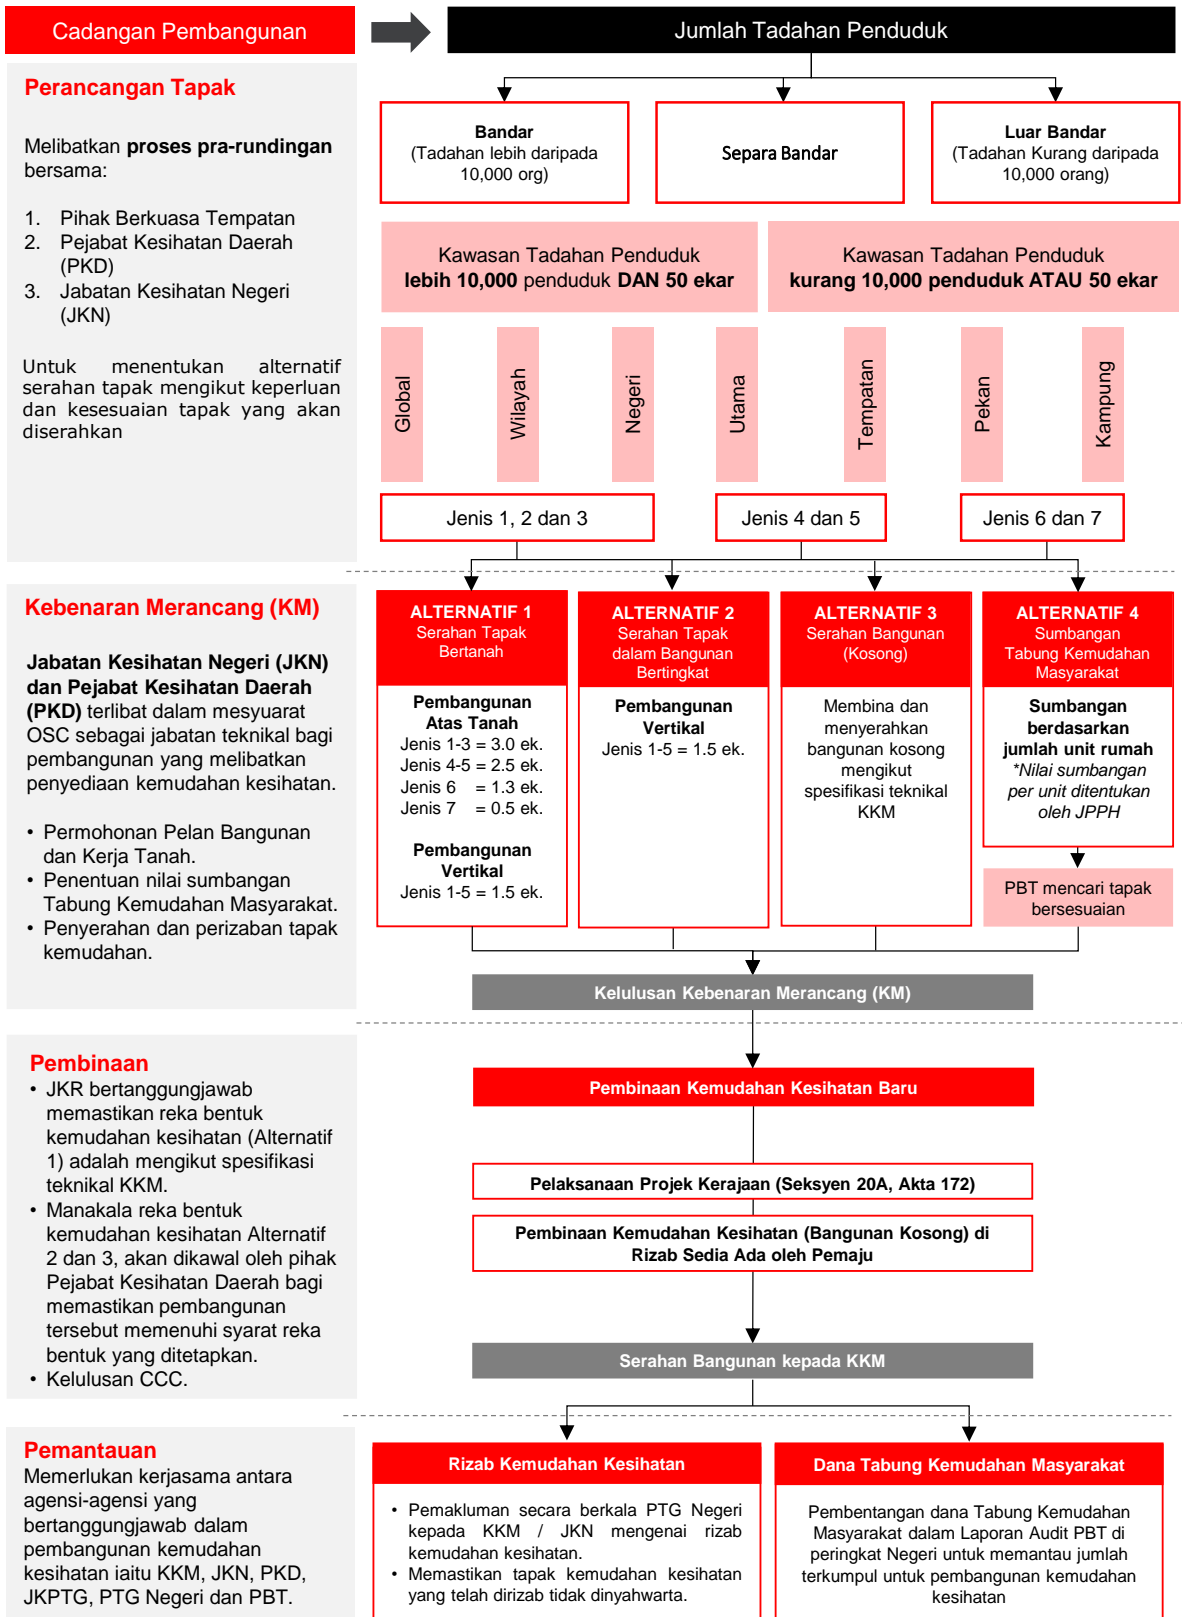 Cadangan Pembangunan
Jumlah Tadahan Penduduk
Perancangan Tapak
Melibatkan proses pra-rundingan
bersama:
1. Pihak Berkuasa Tempatan
2. Pejabat Kesihatan Daerah
(PKD)
3. Jabatan Kesihatan Negeri
(JKN)
Untuk menentukan alternatif
serahan tapak mengikut keperluan
dan kesesuaian tapak yang akan
diserahkan
Bandar
(Tadahan lebih daripada
10,000 org)
Separa Bandar
Luar Bandar
(Tadahan Kurang daripada
10,000 orang)
Kawasan Tadahan Penduduk
lebih 10,000 penduduk DAN 50 ekar
Kawasan Tadahan Penduduk
kurang 10,000 penduduk ATAU 50 ekar
Global
Wilayah
Negeri
Utama
Tempatan
Pekan
Kampung
Jenis 1, 2 dan 3
Jenis 4 dan 5
Jenis 6 dan 7
Kebenaran Merancang (KM)
Jabatan Kesihatan Negeri (JKN)
dan Pejabat Kesihatan Daerah
(PKD) terlibat dalam mesyuarat
OSC sebagai jabatan teknikal bagi
pembangunan yang melibatkan
penyediaan kemudahan kesihatan.
• Permohonan Pelan Bangunan
dan Kerja Tanah.
• Penentuan nilai sumbangan
Tabung Kemudahan Masyarakat.
• Penyerahan dan perizaban tapak
kemudahan.
ALTERNATIF 1
Serahan Tapak
Bertanah
Pembangunan
Atas Tanah
Jenis 1-3 = 3.0 ek.
Jenis 4-5 = 2.5 ek.
Jenis 6 = 1.3 ek.
Jenis 7 = 0.5 ek.
Pembangunan
Vertikal
Jenis 1-5 = 1.5 ek.
ALTERNATIF 2
Serahan Tapak
dalam Bangunan
Bertingkat
Pembangunan
Vertikal
Jenis 1-5 = 1.5 ek.
ALTERNATIF 3
Serahan Bangunan
(Kosong)
Membina dan
menyerahkan
bangunan kosong
mengikut
spesifikasi teknikal
KKM
ALTERNATIF 4
Sumbangan
Tabung Kemudahan
Masyarakat
Sumbangan
berdasarkan
jumlah unit rumah
*Nilai sumbangan
per unit ditentukan
oleh JPPH
PBT mencari tapak
bersesuaian
Kelulusan Kebenaran Merancang (KM)
Pembinaan
• JKR bertanggungjawab
memastikan reka bentuk
kemudahan kesihatan (Alternatif
1) adalah mengikut spesifikasi
teknikal KKM.
• Manakala reka bentuk
kemudahan kesihatan Alternatif
2 dan 3, akan dikawal oleh pihak
Pejabat Kesihatan Daerah bagi
memastikan pembangunan
tersebut memenuhi syarat reka
bentuk yang ditetapkan.
• Kelulusan CCC.
Pembinaan Kemudahan Kesihatan Baru
Pelaksanaan Projek Kerajaan (Seksyen 20A, Akta 172)
Pembinaan Kemudahan Kesihatan (Bangunan Kosong) di
Rizab Sedia Ada oleh Pemaju
Serahan Bangunan kepada KKM
Pemantauan
Memerlukan kerjasama antara
agensi-agensi yang
bertanggungjawab dalam
pembangunan kemudahan
kesihatan iaitu KKM, JKN, PKD,
JKPTG, PTG Negeri dan PBT.
Rizab Kemudahan Kesihatan
• Pemakluman secara berkala PTG Negeri
kepada KKM / JKN mengenai rizab
kemudahan kesihatan.
• Memastikan tapak kemudahan kesihatan
yang telah dirizab tidak dinyahwarta.
Dana Tabung Kemudahan Masyarakat
Pembentangan dana Tabung Kemudahan
Masyarakat dalam Laporan Audit PBT di
peringkat Negeri untuk memantau jumlah
terkumpul untuk pembangunan kemudahan
kesihatan